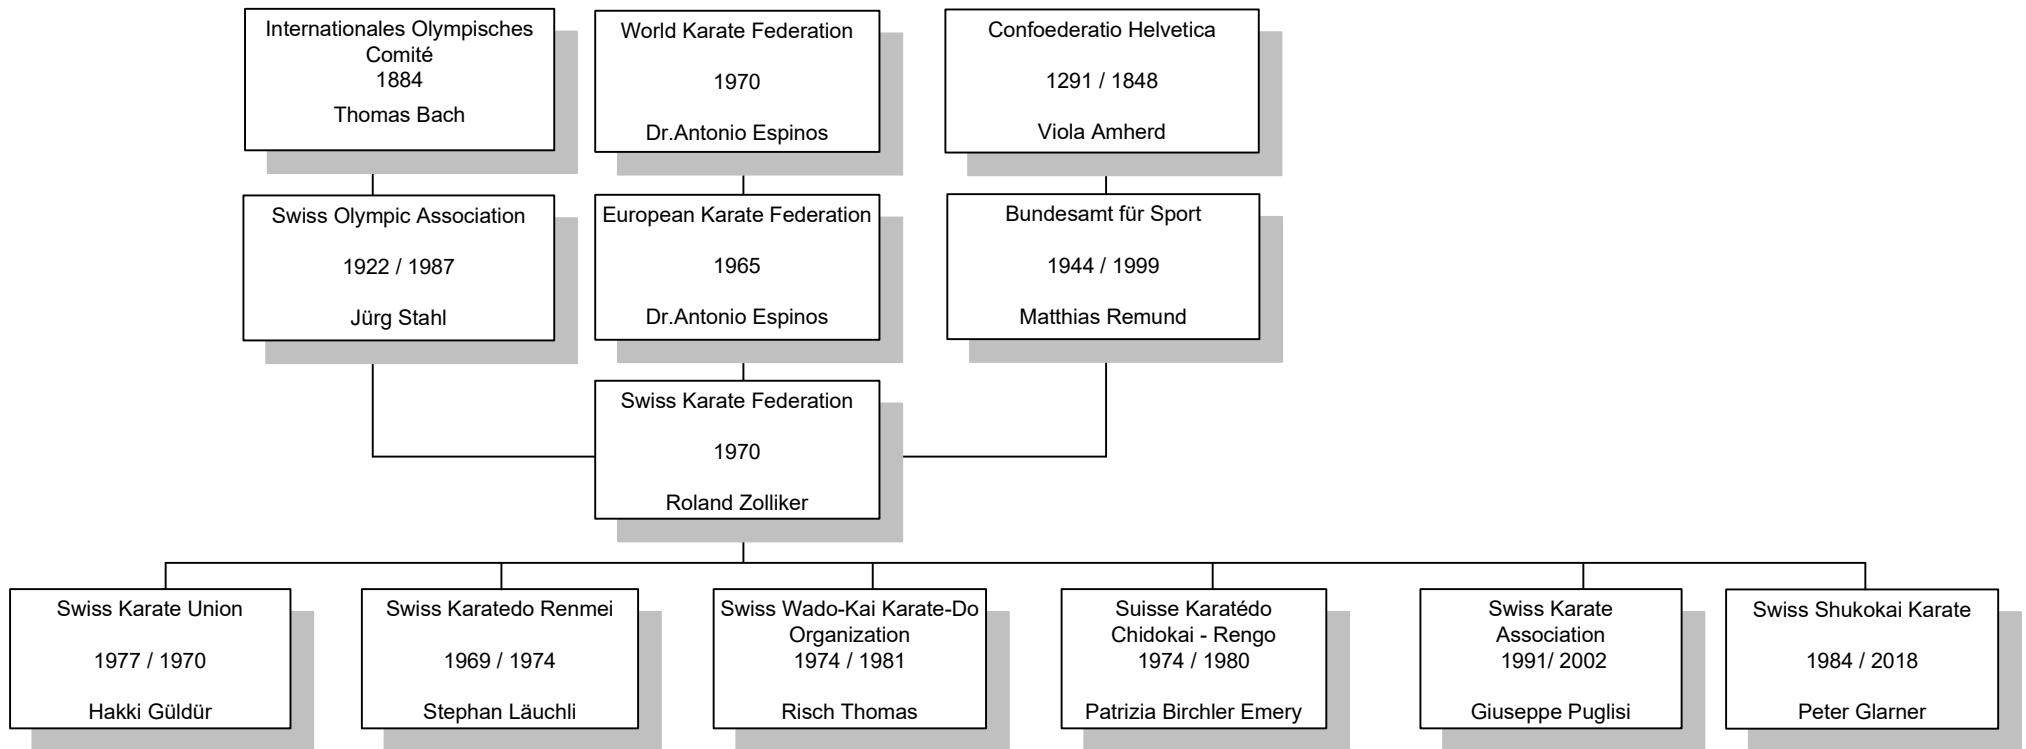 Internationales Olympisches
Comité
1884
Thomas Bach
World Karate Federation
1970
Dr.Antonio Espinos
Confoederatio Helvetica
1291 / 1848
Viola Amherd
Swiss Olympic Association
1922 / 1987
Jürg Stahl
European Karate Federation
1965
Dr.Antonio Espinos
Bundesamt für Sport
1944 / 1999
Matthias Remund
Swiss Karate Federation
1970
Roland Zolliker
Swiss Karate Union
1977 / 1970
Hakki Güldür
Swiss Karatedo Renmei
1969 / 1974
Stephan Läuchli
Swiss Wado-Kai Karate-Do
Organization
1974 / 1981
Risch Thomas
Suisse Karatédo
Chidokai - Rengo
1974 / 1980
Patrizia Birchler Emery
Swiss Karate
Association
1991/ 2002
Giuseppe Puglisi
Swiss Shukokai Karate
1984 / 2018
Peter Glarner